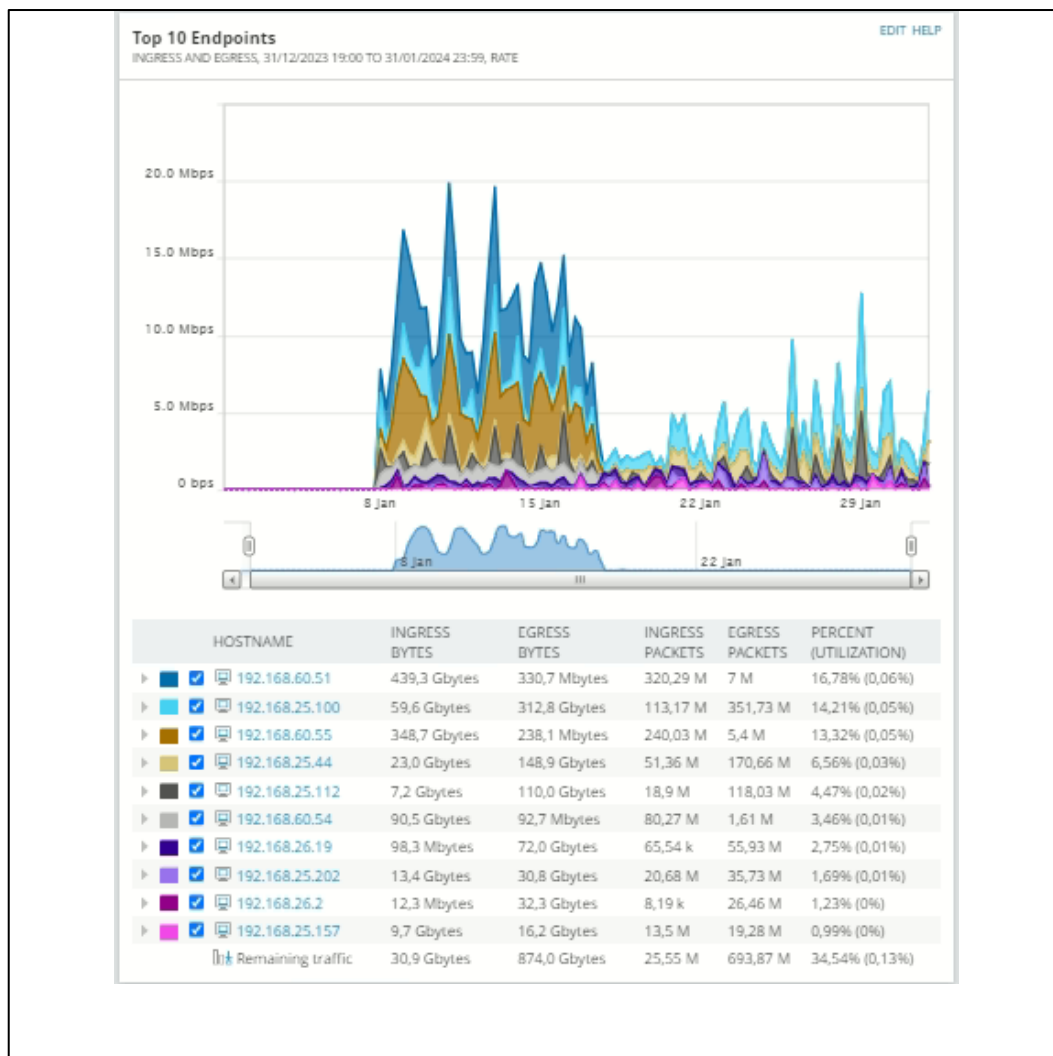 Top 10 Endpoints
EDIT HELP
INGRESS AND EGRESS, 31/12/2023 19:00 TO 31/01/2024 23:59, RATE
20.0 Mbps
15.0 Mbps
10.0 Mbps
5.0 Mbps
0 bps
8 Jan 15 Jan 22 Jan 29 Jan
8 Jan 22 Jan
HOSTNAME INGRESS BYTES EGRESS BYTES INGRESS PACKETS EGRESS PACKETS PERCENT (UTILIZATION)
192.168.60.51 439,3 Gbytes 330,7 Mbytes 320,29 M 7 M 16,78% (0,06%)
192.168.25.100 59,6 Gbytes 312,8 Gbytes 113,17 M 351,73 M 14,21% (0,05%)
192.168.60.55 348,7 Gbytes 238,1 Mbytes 240,03 M 5,4 M 13,32% (0,05%)
192.168.25.44 23,0 Gbytes 148,9 Gbytes 51,36 M 170,66 M 6,56% (0,03%)
192.168.25.112 7,2 Gbytes 110,0 Gbytes 18,9 M 118,03 M 4,47% (0,02%)
192.168.60.54 90,5 Gbytes 92,7 Mbytes 80,27 M 1,61 M 3,46% (0,01%)
192.168.26.19 98,3 Mbytes 72,0 Gbytes 65,54 k 55,93 M 2,75% (0,01%)
192.168.25.202 13,4 Gbytes 30,8 Gbytes 20,68 M 35,73 M 1,69% (0,01%)
192.168.26.2 12,3 Mbytes 32,3 Gbytes 8,19 k 26,46 M 1,23% (0%)
192.168.25.157 9,7 Gbytes 16,2 Gbytes 13,5 M 19,28 M 0,99% (0%)
Remaining traffic 30,9 Gbytes 874,0 Gbytes 25,55 M 693,87 M 34,54% (0,13%)